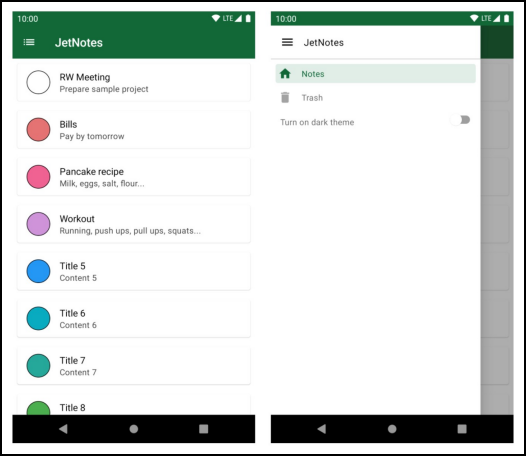 10:00
LTE
JetNotes
RW Meeting
Prepare sample project
Bills
Pay by tomorrow
Pancake recipe
Milk, eggs, salt, flour...
Workout
Running, push ups, pull ups, squats...
Title 5
Content 5
Title 6
Content 6
Title 7
Content 7
Title 8
10:00
LTE
JetNotes
Notes
Trash
Turn on dark theme